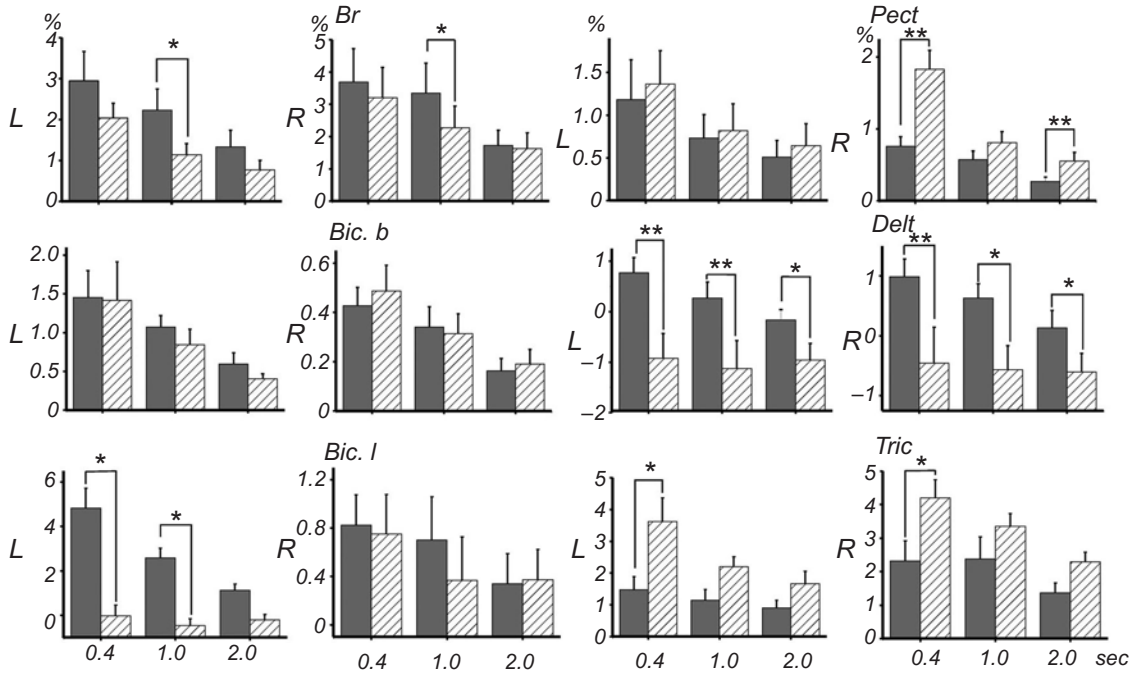 % Br % Pect
4 * 5 * 1.5 2 ** %
3 4 1.0 **
L 2 R 3 L R 1
1 2 0.5
0 1 0 0
0
Bic. b Delt
2.0 0.6 1 ** ** * 1 ** * *
1.5 0.4 0
L 1.0 R L −1 R 0
0.5 0.2
0 0 −2 −1
Bic. l Tric
6 * 1.2 5 * 5 *
4 * 0.8 4 4
L 2 R L 3 R 3
0.4 2 2
0 1 1
0 0 0
0.4 1.0 2.0 0.4 1.0 2.0 0.4 1.0 2.0 0.4 1.0 2.0 sec